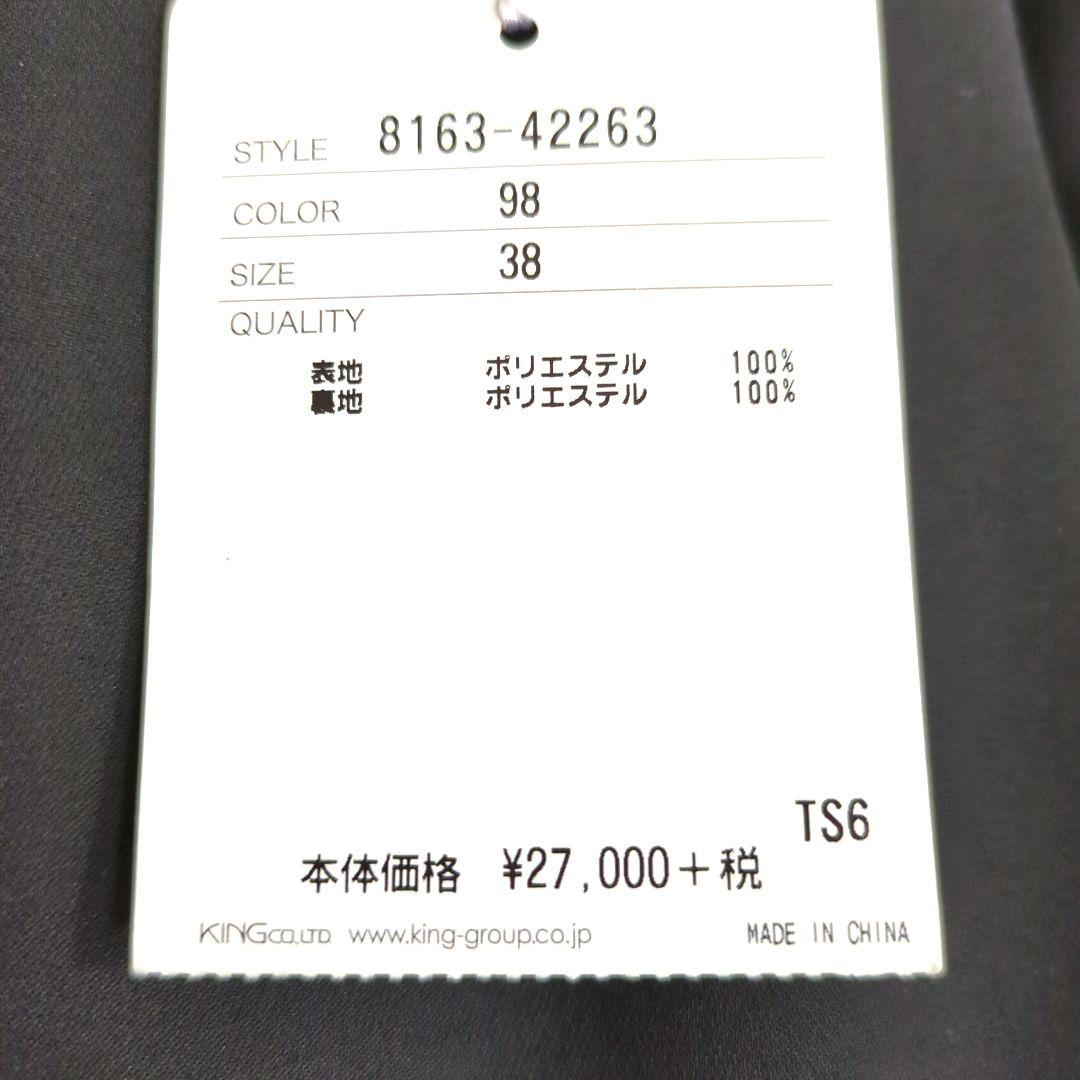 STYLE 8163-42263
COLOR 98
SIZE 38
QUALITY
表地 ポリエステル 100%
裏地 ポリエステル 100%
TS6
本体価格 ¥27,000+税
KING CO.,LTD. www.king-group.co.jp MADE IN CHINA